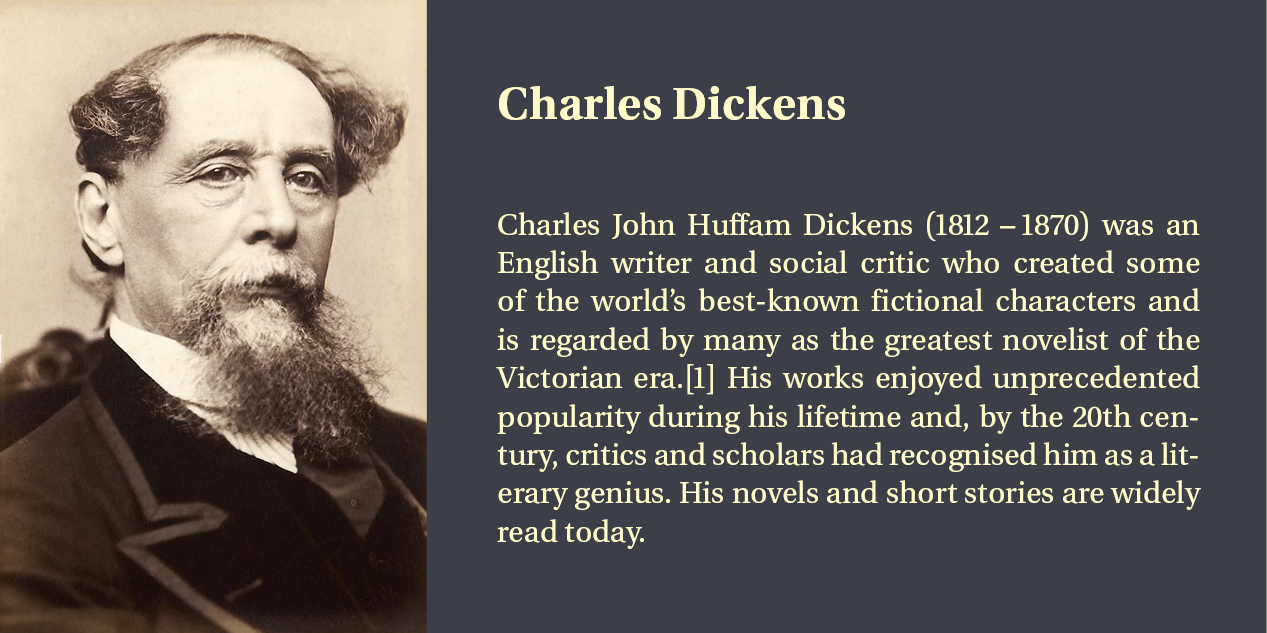 Charles Dickens
Charles John Huffam Dickens (1812 – 1870) was an
English writer and social critic who created some
of the world’s best-known fictional characters and
is regarded by many as the greatest novelist of the
Victorian era.[1] His works enjoyed unprecedented
popularity during his lifetime and, by the 20th cen-
tury, critics and scholars had recognised him as a lit-
erary genius. His novels and short stories are widely
read today.